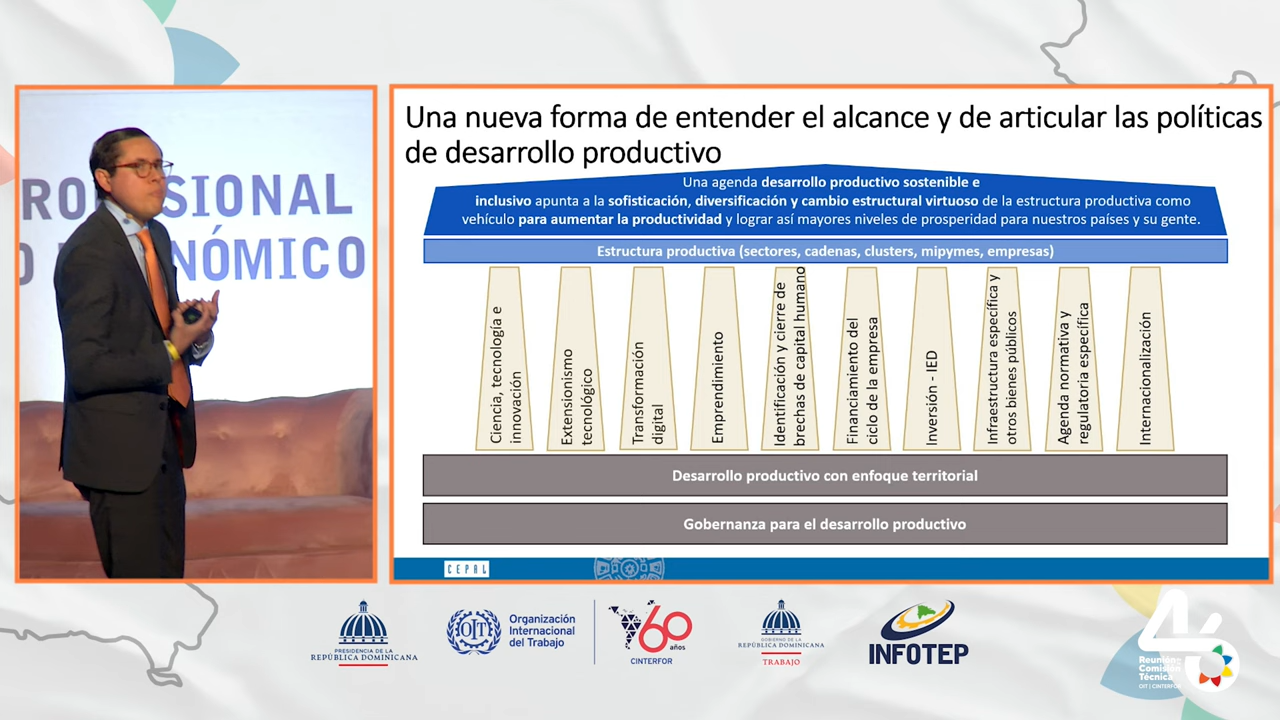 ROFESIONAL
O ECONÓMICO
Una nueva forma de entender el alcance y de articular las políticas
de desarrollo productivo
Una agenda desarrollo productivo sostenible e
inclusivo apunta a la sofisticación, diversificación y cambio estructural virtuoso de la estructura productiva como
vehículo para aumentar la productividad y lograr así mayores niveles de prosperidad para nuestros países y su gente.
Estructura productiva (sectores, cadenas, clusters, mipymes, empresas)
Ciencia, tecnología e
innovación
Extensionismo
tecnológico
Transformación
digital
Emprendimiento
Identificación y cierre de
brechas de capital humano
Financiamiento del
ciclo de la empresa
Inversión - IED
Infraestructura específica y
otros bienes públicos
Agenda normativa y
regulatoria específica
Internacionalización
Desarrollo productivo con enfoque territorial
Gobernanza para el desarrollo productivo
CEPAL
PRESIDENCIA DE LA
REPÚBLICA DOMINICANA
OIT
Organización
Internacional
del Trabajo
60
años
CINTERFOR
GOBIERNO DE LA
REPÚBLICA DOMINICANA
TRABAJO
INFOTEP
46
Reunión
Comisión
Técnica
OIT | CINTERFOR